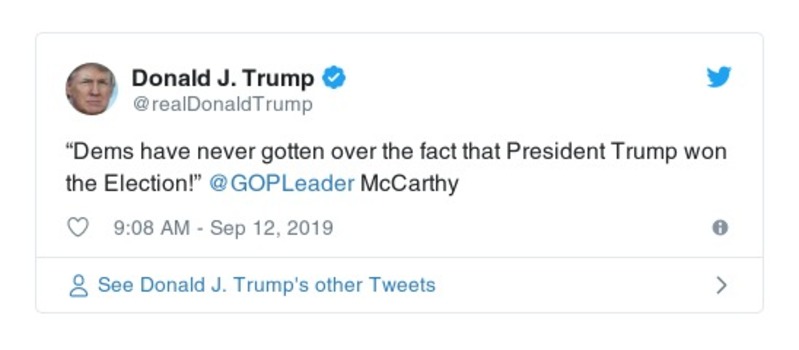 Donald J. Trump
@realDonaldTrump
“Dems have never gotten over the fact that President Trump won
the Election!” @GOPLeader McCarthy
9:08 AM - Sep 12, 2019
See Donald J. Trump's other Tweets